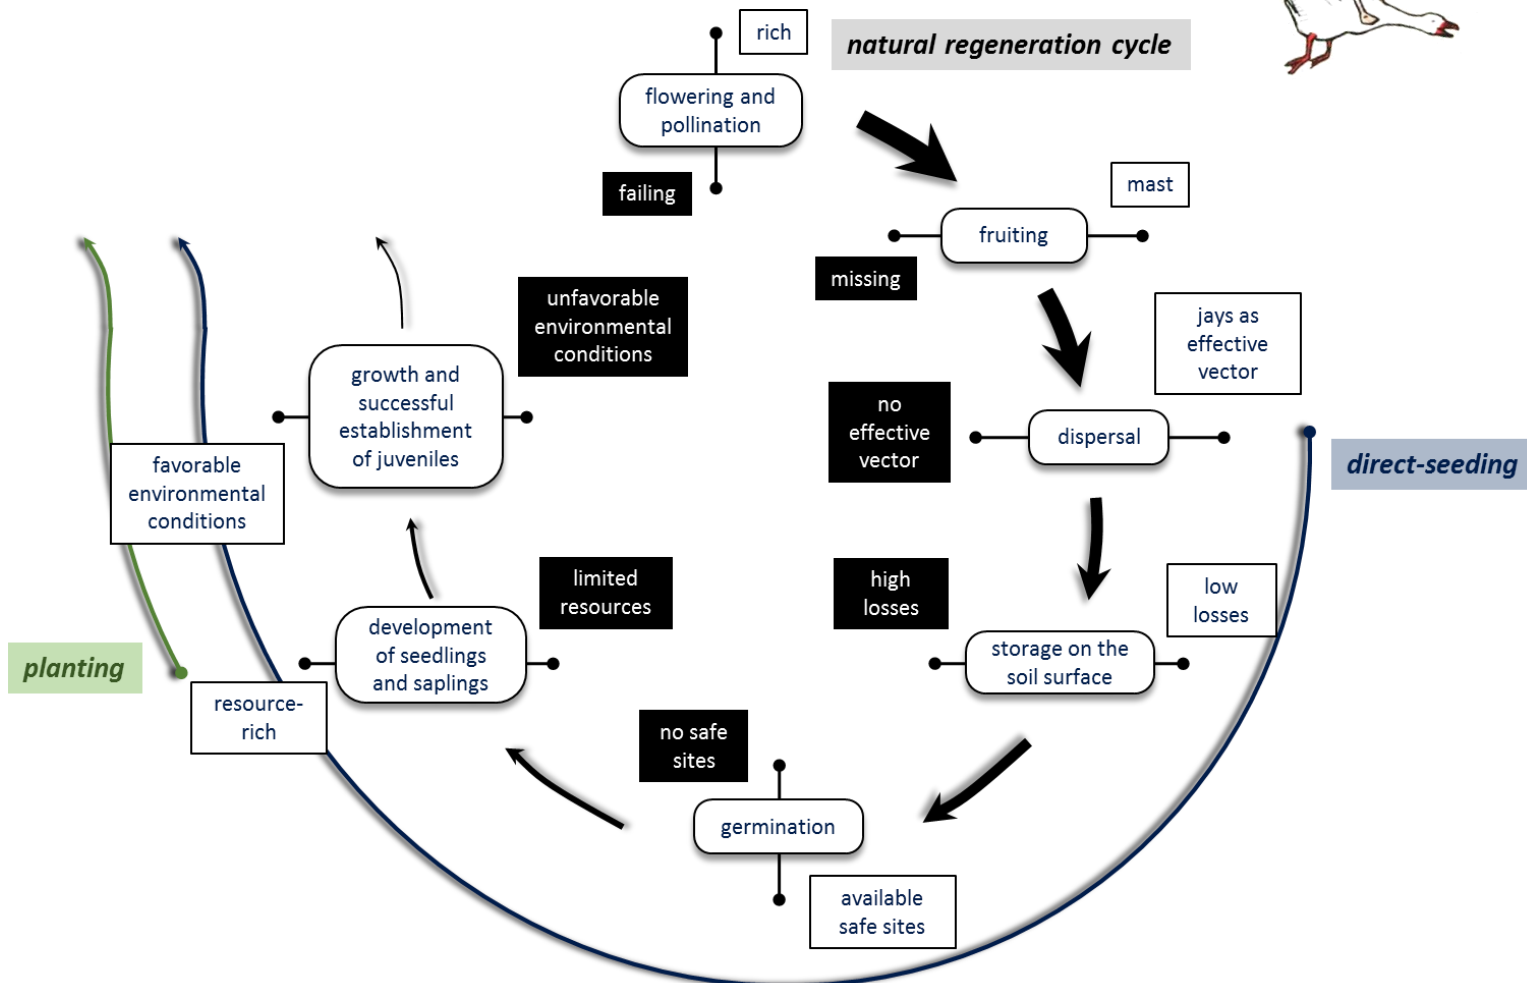 rich
natural regeneration cycle
flowering and
pollination
failing
mast
fruiting
missing
jays as
effective
vector
no
effective
vector
dispersal
direct-seeding
high
losses
low
losses
storage on the
soil surface
no safe
sites
germination
available
safe sites
limited
resources
development
of seedlings
and saplings
resource-
rich
planting
unfavorable
environmental
conditions
growth and
successful
establishment
of juveniles
favorable
environmental
conditions